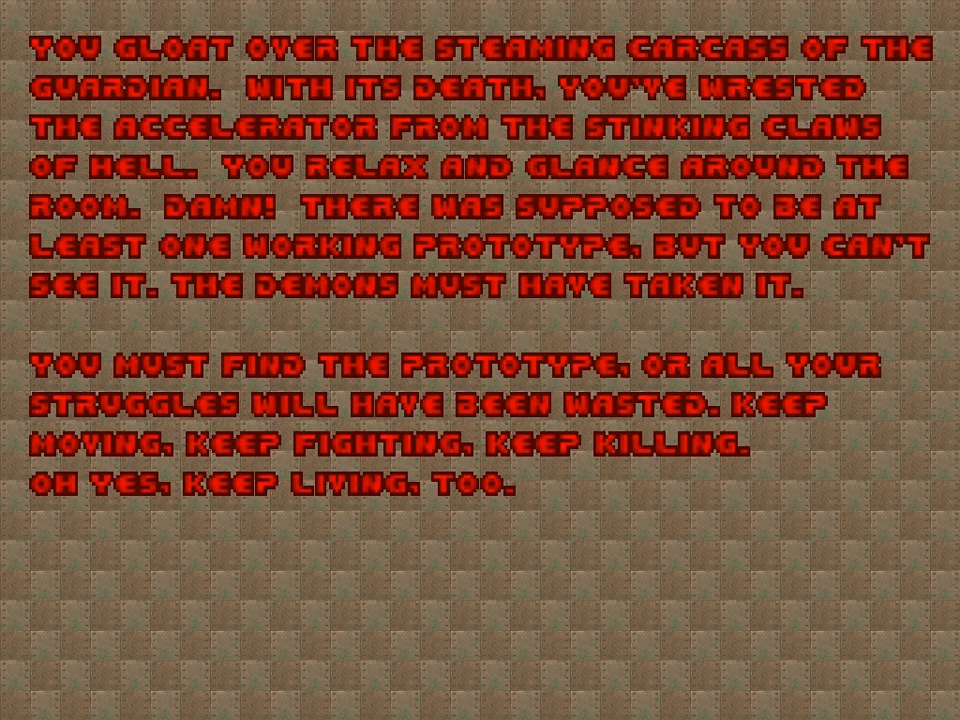 YOU GLOAT OVER THE STEAMING CARCASS OF THE
GUARDIAN.  WITH ITS DEATH, YOU'VE WRESTED
THE ACCELERATOR FROM THE STINKING CLAWS
OF HELL.  YOU RELAX AND GLANCE AROUND THE
ROOM.  DAMN!  THERE WAS SUPPOSED TO BE AT
LEAST ONE WORKING PROTOTYPE, BUT YOU CAN'T
SEE IT. THE DEMONS MUST HAVE TAKEN IT.

YOU MUST FIND THE PROTOTYPE, OR ALL YOUR
STRUGGLES WILL HAVE BEEN WASTED. KEEP
MOVING, KEEP FIGHTING, KEEP KILLING.
OH YES, KEEP LIVING, TOO.